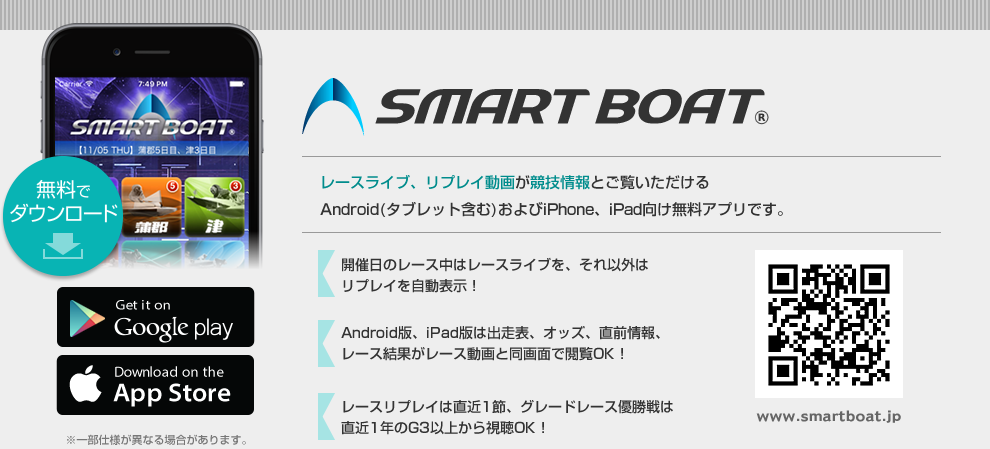 Carrier
7:49 PM
SMART BOAT®
【11/05 THU】蒲郡5日目、津3日目
5
3
蒲郡
津
無料で
ダウンロード
Get it on
Google play
Download on the
App Store
※一部仕様が異なる場合があります。
SMART BOAT®
レースライブ、リプレイ動画が競技情報とご覧いただける
Android(タブレット含む)およびiPhone、iPad向け無料アプリです。
開催日のレース中はレースライブを、それ以外は
リプレイを自動表示！
Android版、iPad版は出走表、オッズ、直前情報、
レース結果がレース動画と同画面で閲覧OK！
レースリプレイは直近1節、グレードレース優勝戦は
直近1年のG3以上から視聴OK！
www.smartboat.jp